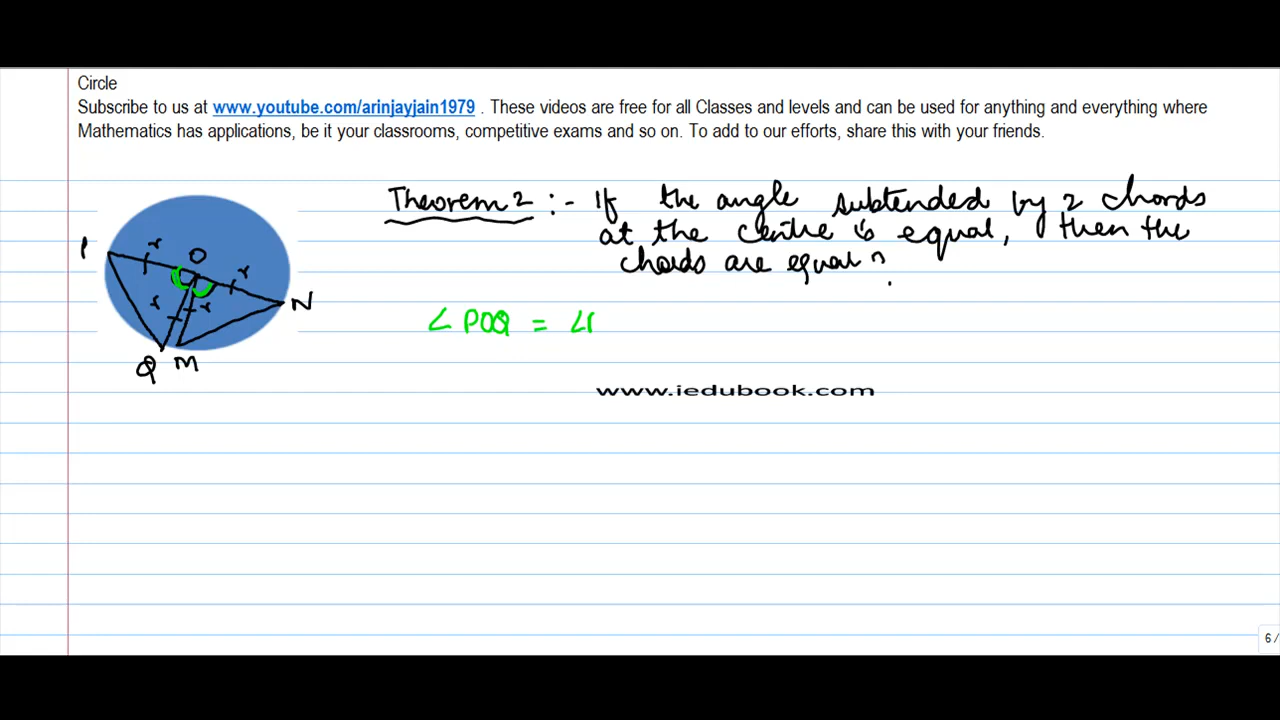 Circle
Subscribe to us at www.youtube.com/arinjayjain1979 . These videos are free for all Classes and levels and can be used for anything and everything where
Mathematics has applications, be it your classrooms, competitive exams and so on. To add to our efforts, share this with your friends.
Theorem 2 :- If the angle subtended by 2 chords
at the centre is equal, then the
chords are equal
P
r
O
r
r
r
N
Q M
∠ POQ = ∠
www.iedubook.com
6/